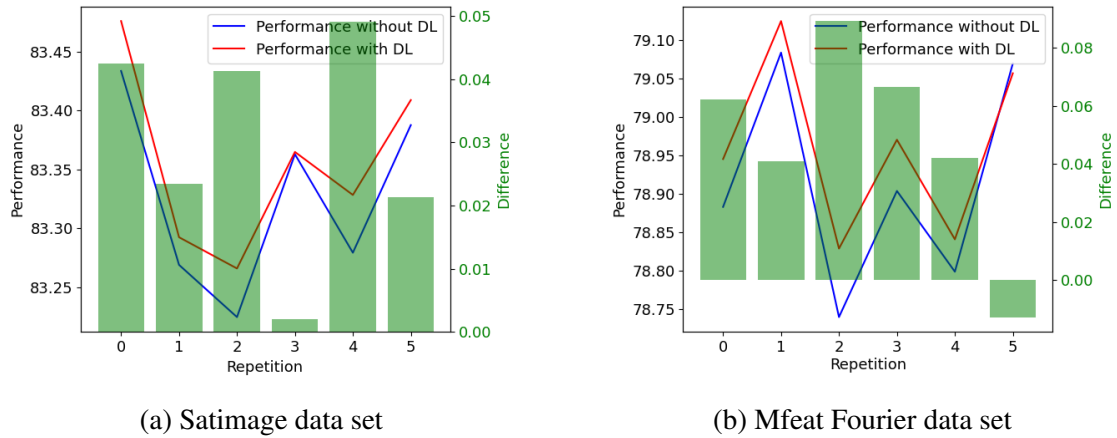 Performance without DL
Performance with DL
83.45
83.40
83.35
83.30
83.25
Performance
0.05
0.04
0.03
0.02
0.01
0.00
Difference
0 1 2 3 4 5
Repetition
(a) Satimage data set
Performance without DL
Performance with DL
79.10
79.05
79.00
78.95
78.90
78.85
78.80
78.75
Performance
0.08
0.06
0.04
0.02
0.00
Difference
0 1 2 3 4 5
Repetition
(b) Mfeat Fourier data set